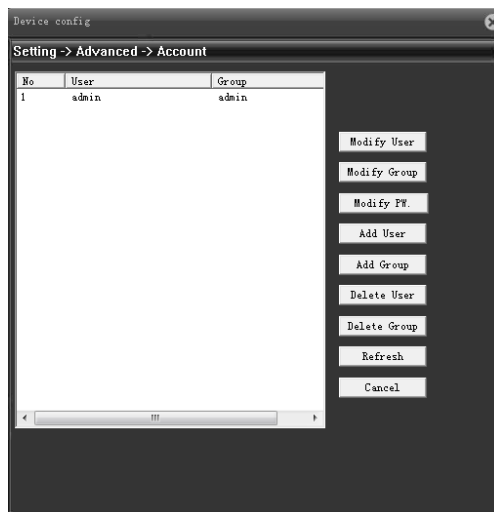 Device config
Setting -> Advanced -> Account
No User Group
1 admin admin
Modify User
Modify Group
Modify PW.
Add User
Add Group
Delete User
Delete Group
Refresh
Cancel